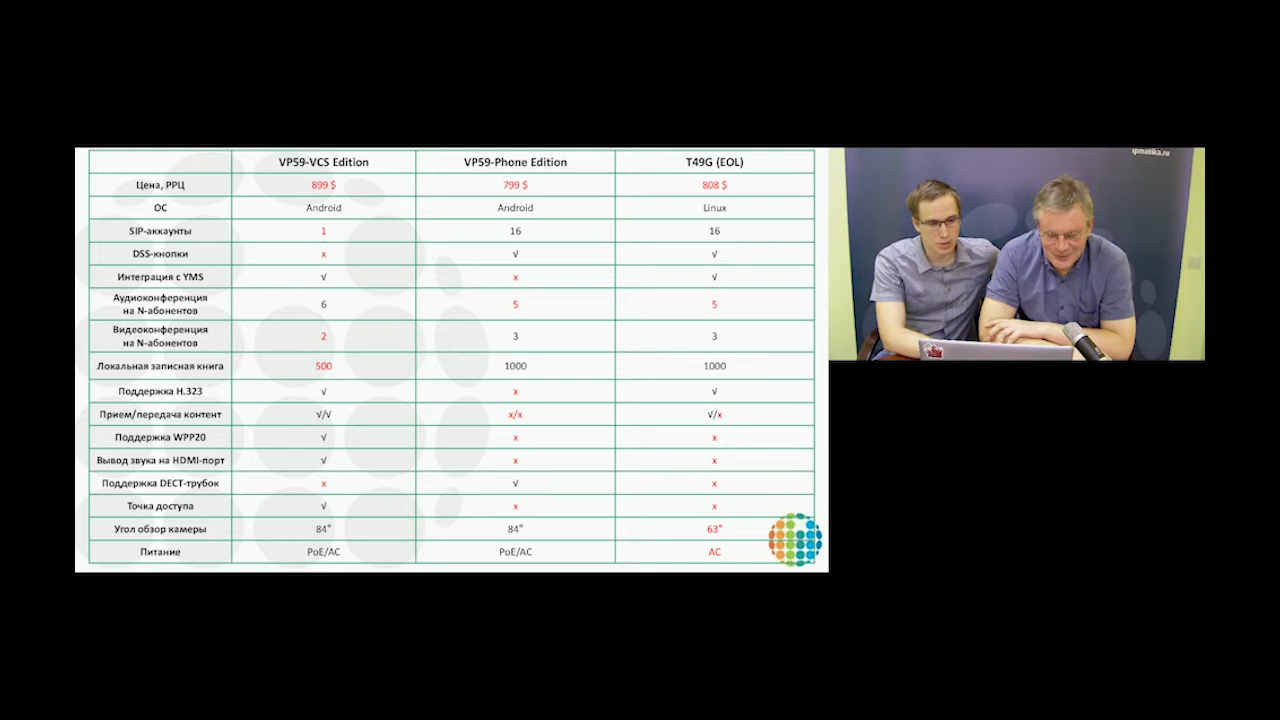 VP59-VCS Edition VP59-Phone Edition T49G (EOL)
Цена, РРЦ 899 $ 799 $ 808 $
ОС Android Android Linux
SIP-аккаунты 1 16 16
DSS-кнопки x √ √
Интеграция с YMS √ x √
Аудиоконференция
на N-абонентов 6 5 5
Видеоконференция
на N-абонентов 2 3 3
Локальная записная книга 500 1000 1000
Поддержка H.323 √ x √
Прием/передача контент √/√ x/x √/x
Поддержка WPP20 √ x x
Вывод звука на HDMI-порт √ x x
Поддержка DECT-трубок x √ x
Точка доступа √ x x
Угол обзор камеры 84° 84° 63°
Питание PoE/AC PoE/AC AC
ipmatika.ru